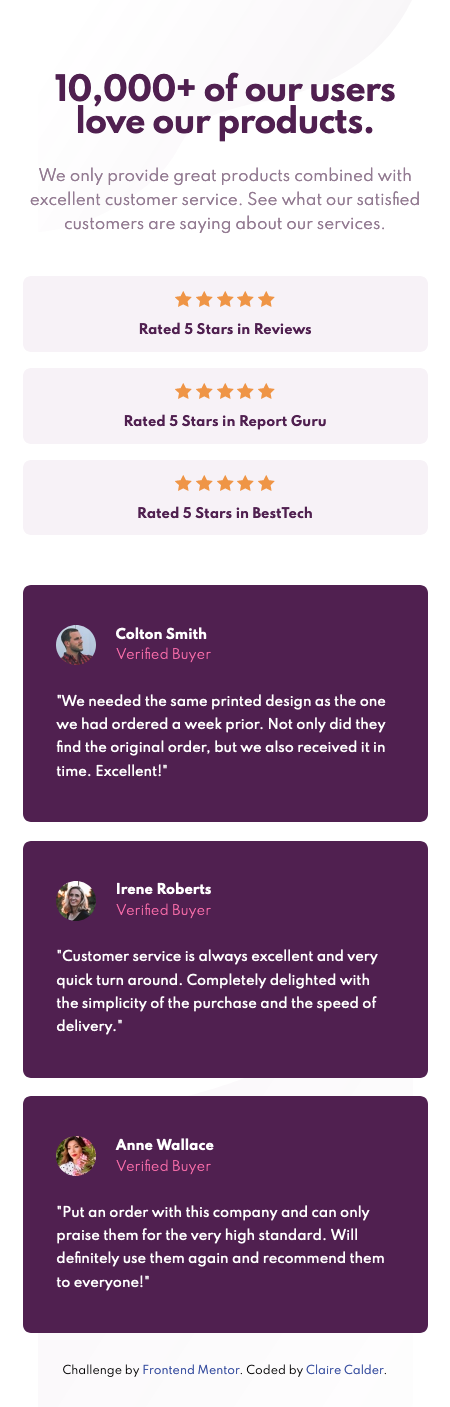 10,000+ of our users
love our products.
We only provide great products combined with
excellent customer service. See what our satisfied
customers are saying about our services.
Rated 5 Stars in Reviews
Rated 5 Stars in Report Guru
Rated 5 Stars in BestTech
Colton Smith
Verified Buyer
"We needed the same printed design as the one
we had ordered a week prior. Not only did they
find the original order, but we also received it in
time. Excellent!"
Irene Roberts
Verified Buyer
"Customer service is always excellent and very
quick turn around. Completely delighted with
the simplicity of the purchase and the speed of
delivery."
Anne Wallace
Verified Buyer
"Put an order with this company and can only
praise them for the very high standard. Will
definitely use them again and recommend them
to everyone!"
Challenge by Frontend Mentor. Coded by Claire Calder.